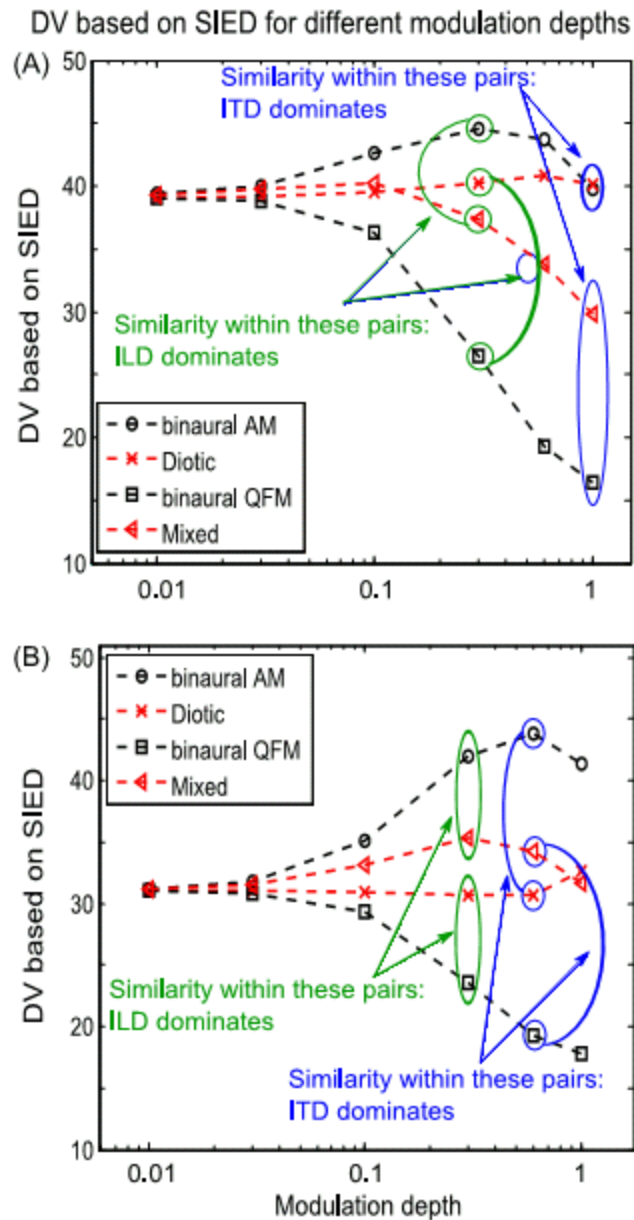 DV based on SIED for different modulation depths
(A)
50
40
30
20
10
DV based on SIED
Similarity within these pairs:
ITD dominates
Similarity within these pairs:
ILD dominates
binaural AM
Diotic
binaural QFM
Mixed
0.01
0.1
1
(B)
50
40
30
20
10
DV based on SIED
binaural AM
Diotic
binaural QFM
Mixed
Similarity within these pairs:
ILD dominates
Similarity within these pairs:
ITD dominates
0.01
0.1
1
Modulation depth